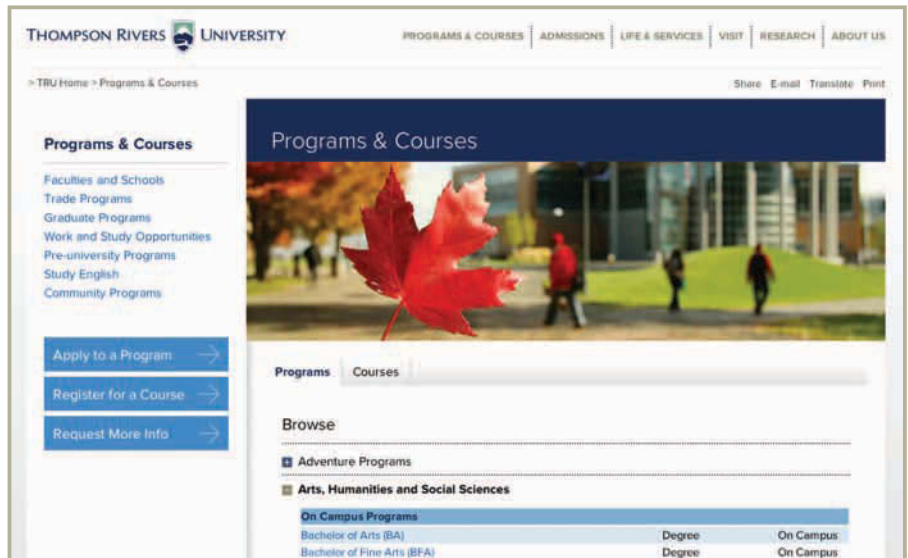 THOMPSON RIVERS UNIVERSITY
PROGRAMS & COURSES ADMISSIONS LIFE & SERVICES VISIT RESEARCH ABOUT US
> TRU Home > Programs & Courses
Share E-mail Translate Print
Programs & Courses
Faculties and Schools
Trade Programs
Graduate Programs
Work and Study Opportunities
Pre-university Programs
Study English
Community Programs
Apply to a Program
Register for a Course
Request More Info
Programs & Courses
Programs Courses
Browse
Adventure Programs
Arts, Humanities and Social Sciences
On Campus Programs
Bachelor of Arts (BA) Degree On Campus
Bachelor of Fine Arts (BFA) Degree On Campus